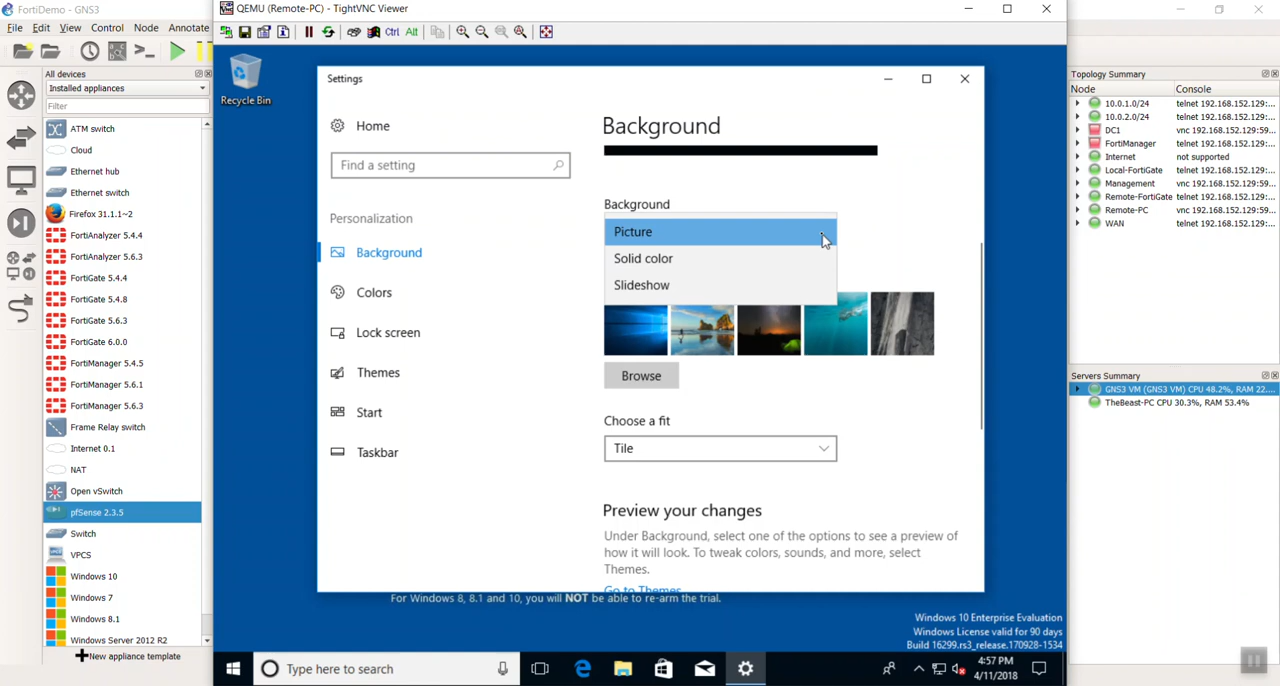 FortiDemo - GNS3
File Edit View Control Node Annotate
All devices
Installed appliances
Filter
ATM switch
Cloud
Ethernet hub
Ethernet switch
Firefox 31.1.1~2
FortiAnalyzer 5.4.4
FortiAnalyzer 5.6.3
FortiGate 5.4.4
FortiGate 5.4.8
FortiGate 5.6.3
FortiGate 6.0.0
FortiManager 5.4.5
FortiManager 5.6.1
FortiManager 5.6.3
Frame Relay switch
Internet 0.1
NAT
Open vSwitch
pfSense 2.3.5
Switch
VPCS
Windows 10
Windows 7
Windows 8.1
Windows Server 2012 R2
New appliance template
QEMU (Remote-PC) - TightVNC Viewer
Ctrl Alt
Recycle Bin
Settings
Home
Find a setting
Personalization
Background
Colors
Lock screen
Themes
Start
Taskbar
Background
Background
Picture
Solid color
Slideshow
Browse
Choose a fit
Tile
Preview your changes
Under Background, select one of the options to see a preview of
how it will look. To tweak colors, sounds, and more, select
Themes.
Go to Themes
For Windows 8, 8.1 and 10, you will NOT be able to re-arm the trial.
Windows 10 Enterprise Evaluation
Windows License valid for 90 days
Build 16299.rs3_release.170928-1534
Type here to search
4:57 PM
4/11/2018
Topology Summary
Node Console
10.0.1.0/24 telnet 192.168.152.129:...
10.0.2.0/24 telnet 192.168.152.129:...
DC1 vnc 192.168.152.129:59...
FortiManager telnet 192.168.152.129:...
Internet not supported
Local-FortiGate telnet 192.168.152.129:...
Management vnc 192.168.152.129:59...
Remote-FortiGate telnet 192.168.152.129:...
Remote-PC vnc 192.168.152.129:59...
WAN telnet 192.168.152.129:...
Servers Summary
GNS3 VM (GNS3 VM) CPU 48.2%, RAM 22....
TheBeast-PC CPU 30.3%, RAM 53.4%